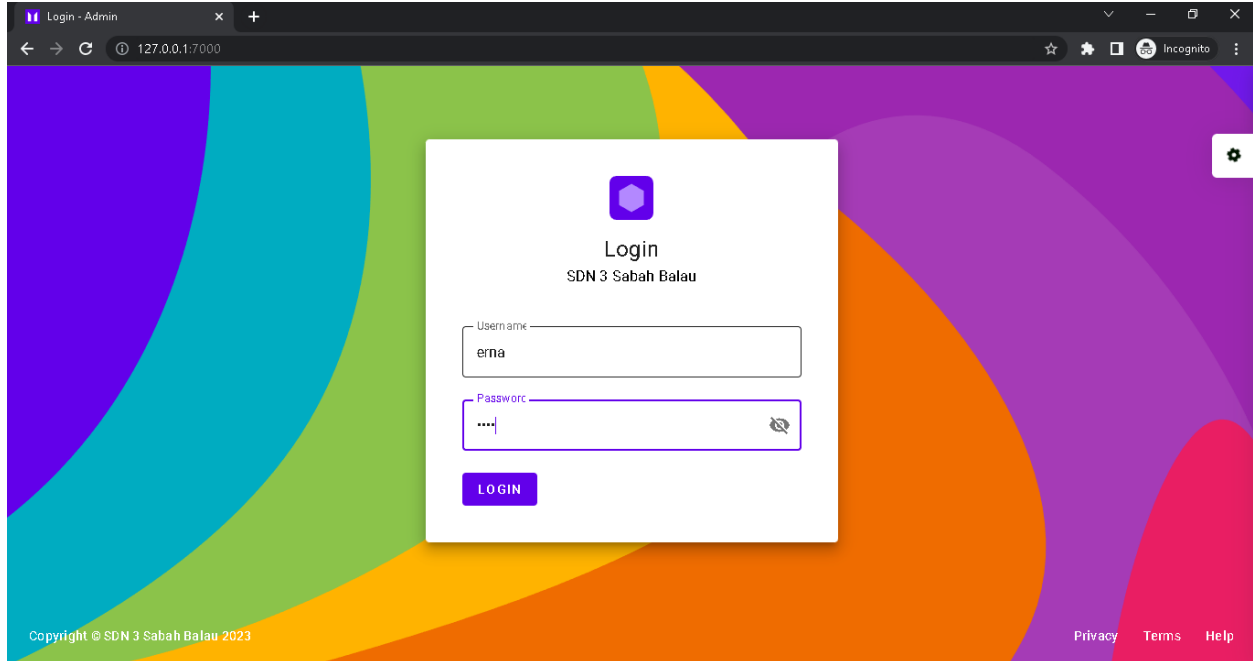 Login - Admin
127.0.0.1:7000
Incognito
Login
SDN 3 Sabah Balau
Username
erna
Password
LOGIN
Copyright © SDN 3 Sabah Balau 2023
Privacy Terms Help